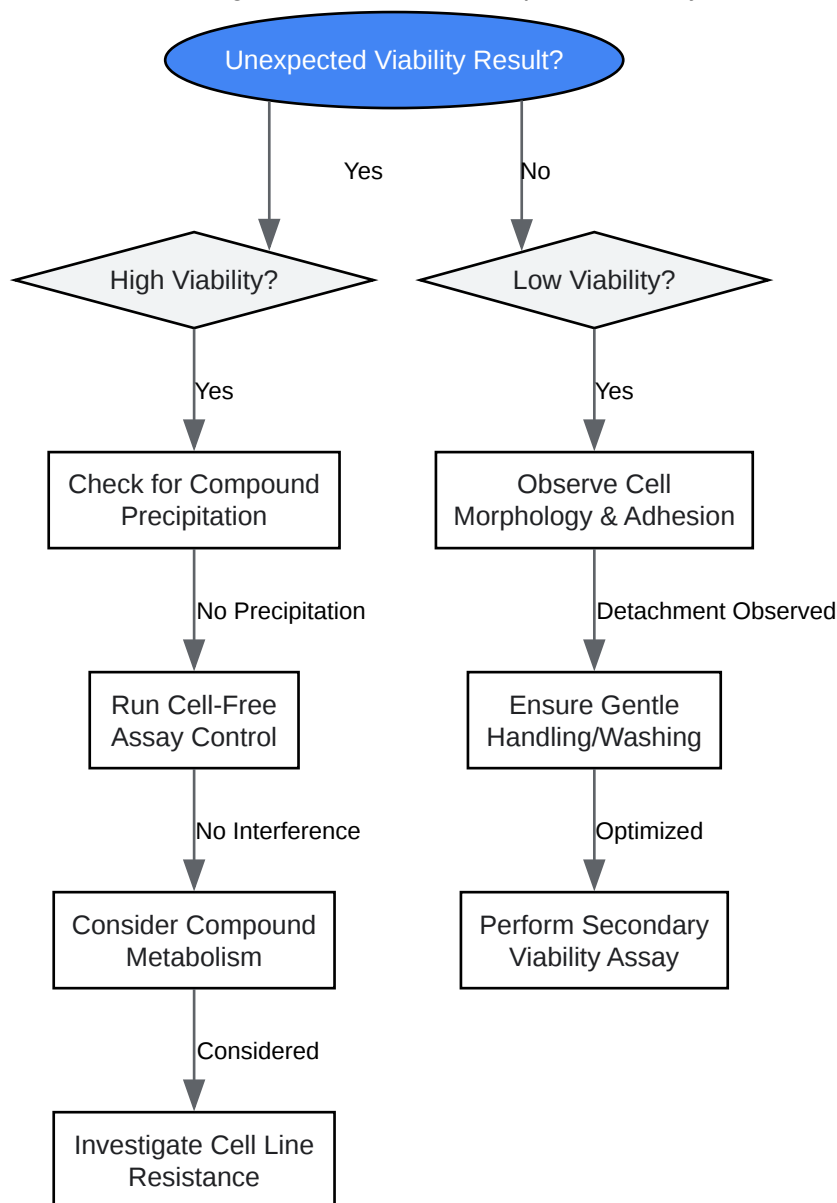 Unexpected Viability Result?
Yes
No
High Viability?
Low Viability?
Yes
Yes
Check for Compound
Precipitation
Observe Cell
Morphology & Adhesion
No Precipitation
Detachment Observed
Run Cell-Free
Assay Control
Ensure Gentle
Handling/Washing
No Interference
Optimized
Consider Compound
Metabolism
Perform Secondary
Viability Assay
Considered
Investigate Cell Line
Resistance